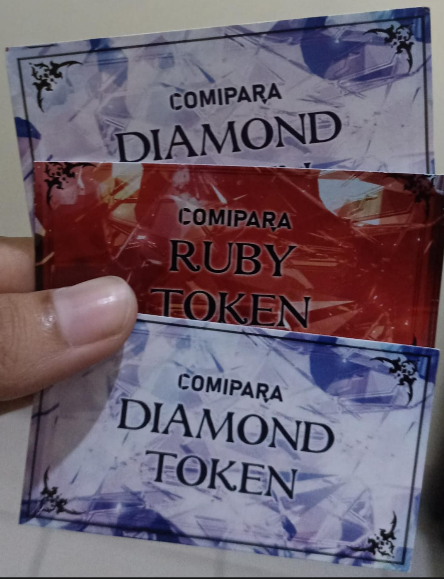 COMIPARA
DIAMOND
COMIPARA
RUBY
TOKEN
COMIPARA
DIAMOND
TOKEN